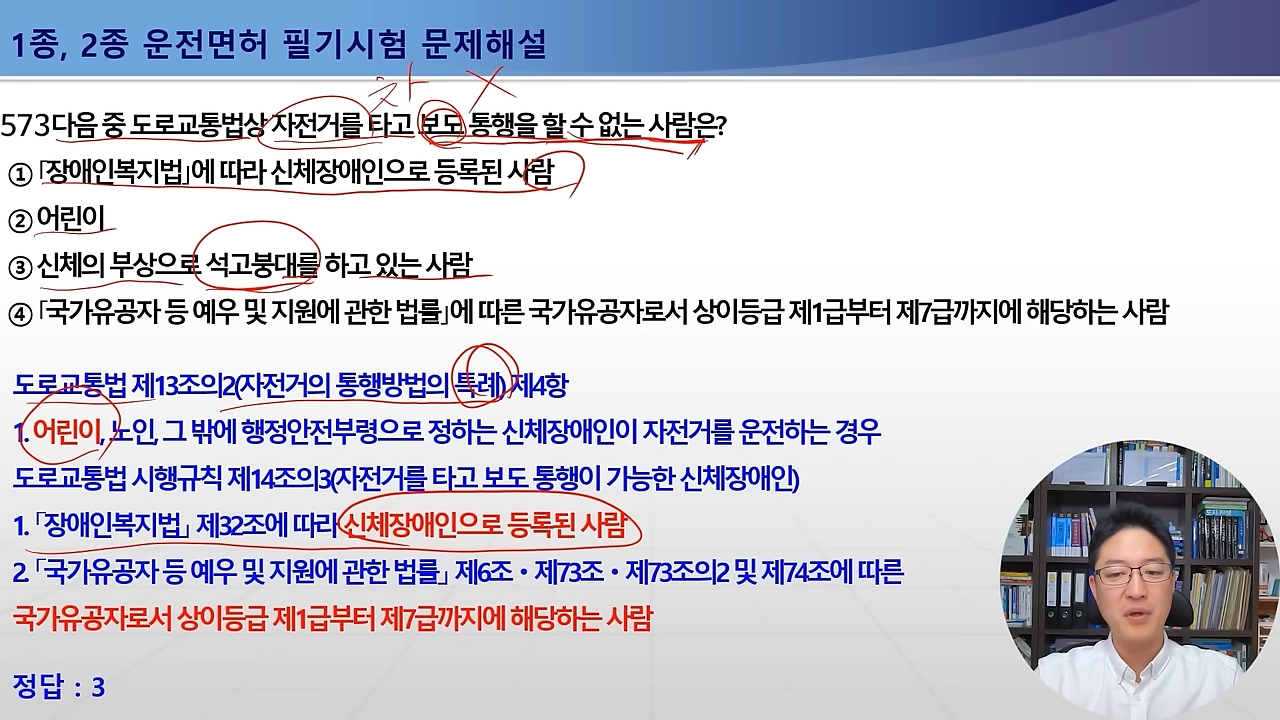 1종, 2종 운전면허 필기시험 문제해설
차 X
573다음 중 도로교통법상 자전거를 타고 보도 통행을 할 수 없는 사람은?
① 「장애인복지법」에 따라 신체장애인으로 등록된 사람
② 어린이
③ 신체의 부상으로 석고붕대를 하고 있는 사람
④ 「국가유공자 등 예우 및 지원에 관한 법률」에 따른 국가유공자로서 상이등급 제1급부터 제7급까지에 해당하는 사람
도로교통법 제13조의2(자전거의 통행방법의 특례) 제4항
1. 어린이, 노인, 그 밖에 행정안전부령으로 정하는 신체장애인이 자전거를 운전하는 경우
도로교통법 시행규칙 제14조의3(자전거를 타고 보도 통행이 가능한 신체장애인)
1. 「장애인복지법」 제32조에 따라 신체장애인으로 등록된 사람
2. 「국가유공자 등 예우 및 지원에 관한 법률」 제6조·제73조·제73조의2 및 제74조에 따른
국가유공자로서 상이등급 제1급부터 제7급까지에 해당하는 사람
정답 : 3